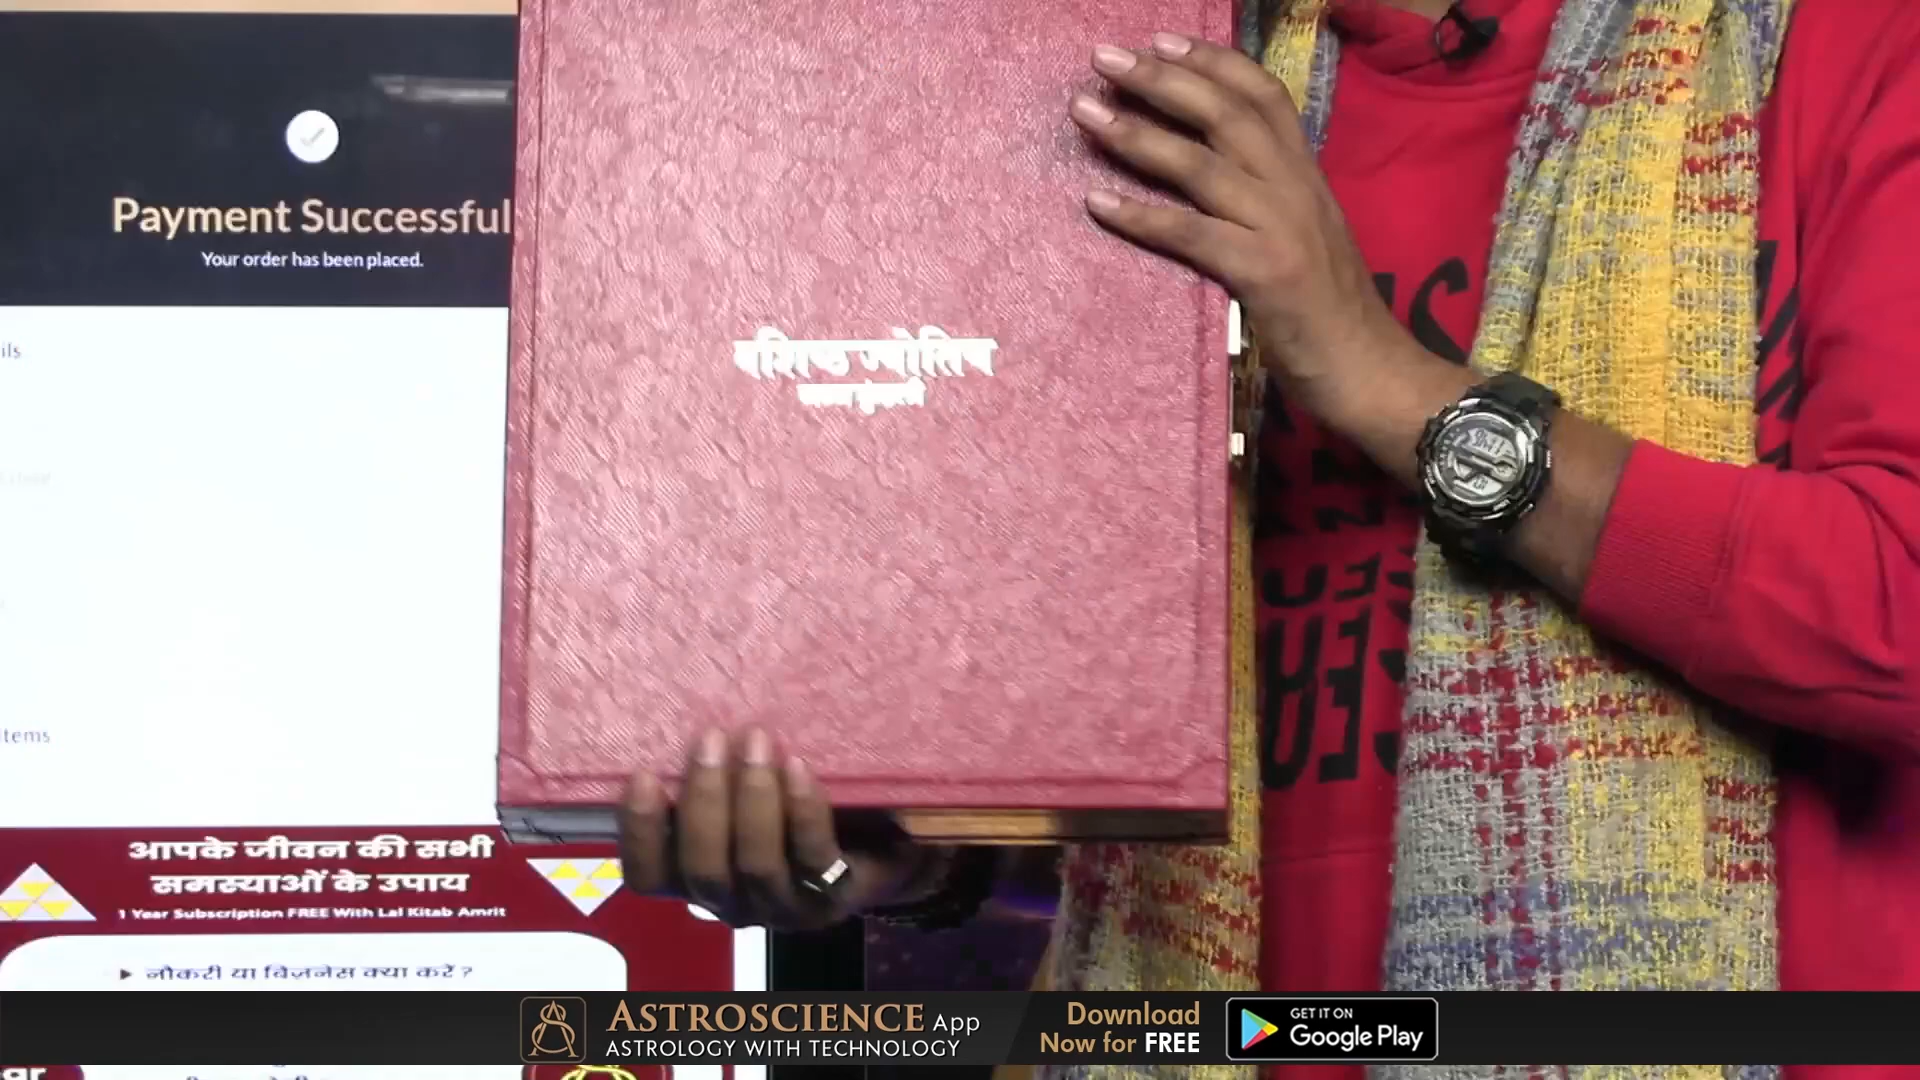 Payment Successful
Your order has been placed.
ils
items
वशिष्ठ ज्योतिष
आपके जीवन की सभी
समस्याओं के उपाय
1 Year Subscription FREE With Lal Kitab Amrit
► नौकरी या बिज़नेस क्या करें ?
ASTROSCIENCE App
ASTROLOGY WITH TECHNOLOGY
Download
Now for FREE
GET IT ON
Google Play